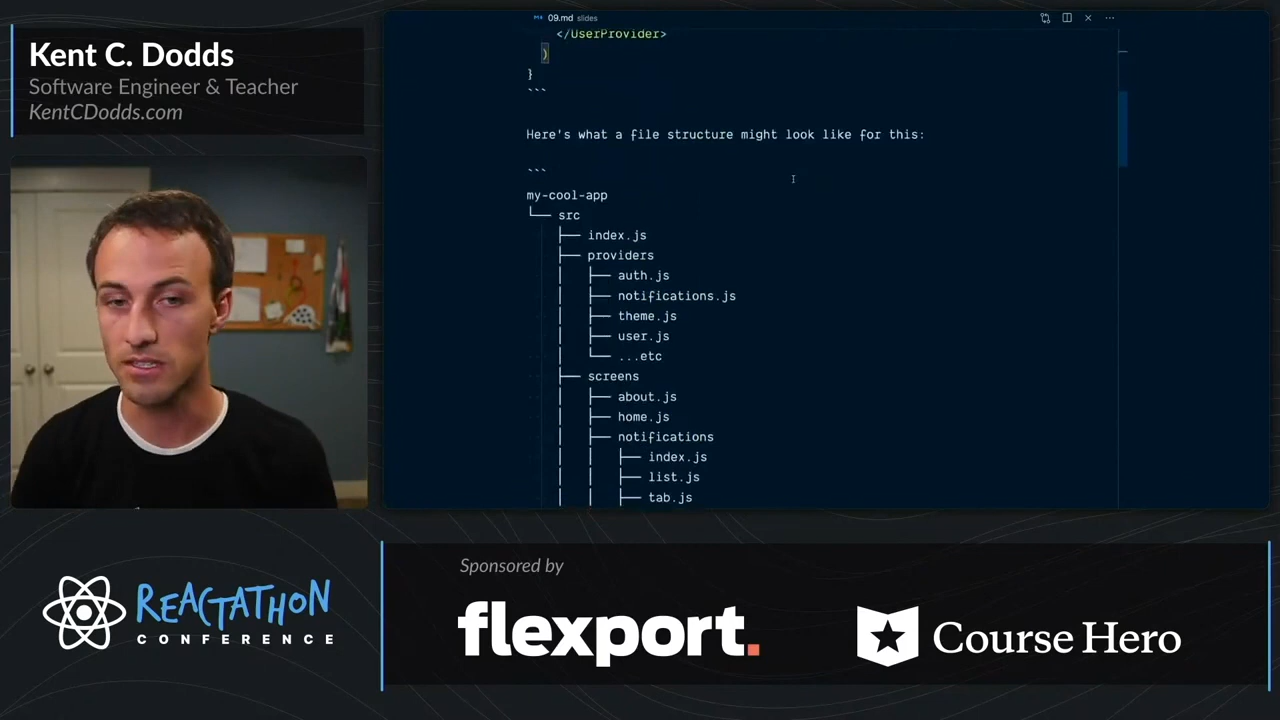 Kent C. Dodds
Software Engineer & Teacher
KentCDodds.com
09.md slides
</UserProvider>
)
}
```
Here's what a file structure might look like for this:
```
my-cool-app
└── src
├── index.js
├── providers
│ ├── auth.js
│ ├── notifications.js
│ ├── theme.js
│ ├── user.js
│ └── ...etc
├── screens
│ ├── about.js
│ ├── home.js
│ ├── notifications
│ │ ├── index.js
│ │ ├── list.js
│ │ ├── tab.js
REACTATHON
CONFERENCE
Sponsored by
flexport.
Course Hero